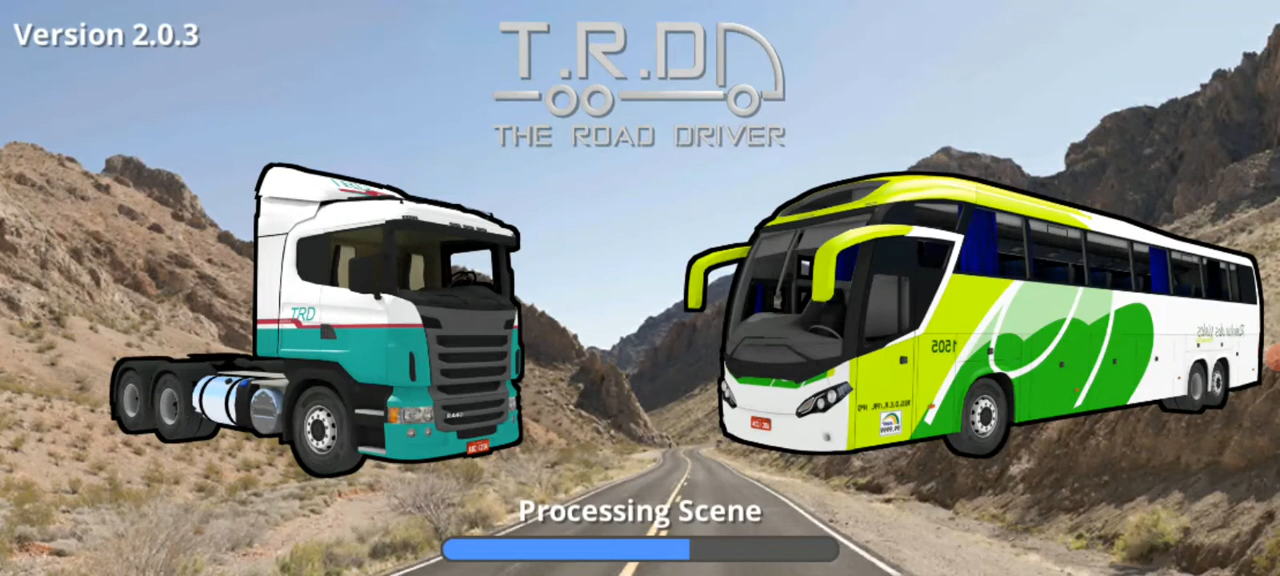 Version 2.0.3
T.R.D
THE ROAD DRIVER
TRD
1505
Processing Scene